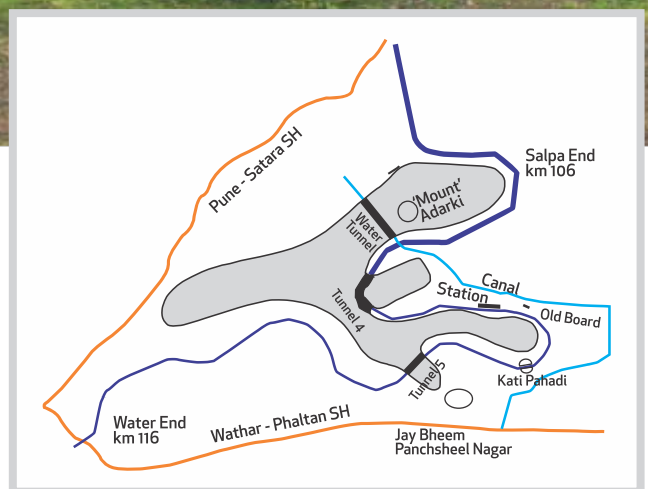 Pune - Satara SH
Salpa End
km 106
'Mount'
Adarki
Water
Tunnel
Canal
Station
Old Board
Tunnel 4
Tunnel 5
Kati Pahadi
Water End
km 116
Wathar - Phaltan SH
Jay Bheem
Panchsheel Nagar